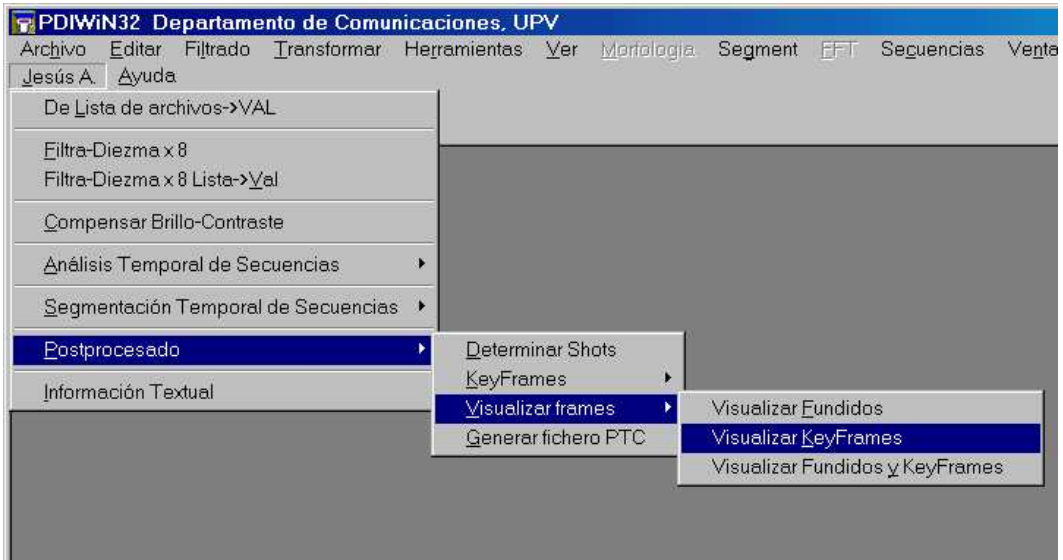 PDIWiN32 Departamento de Comunicaciones, UPV
Archivo Editar Filtrado Transformar Herramientas Ver Morfologia Segment FFT Secuencias Venta
Jesús A. Ayuda
De Lista de archivos->VAL
Filtra-Diezma x 8
Filtra-Diezma x 8 Lista->Val
Compensar Brillo-Contraste
Análisis Temporal de Secuencias
Segmentación Temporal de Secuencias
Postprocesado
Información Textual
Determinar Shots
KeyFrames
Visualizar frames
Generar fichero PTC
Visualizar Fundidos
Visualizar KeyFrames
Visualizar Fundidos y KeyFrames